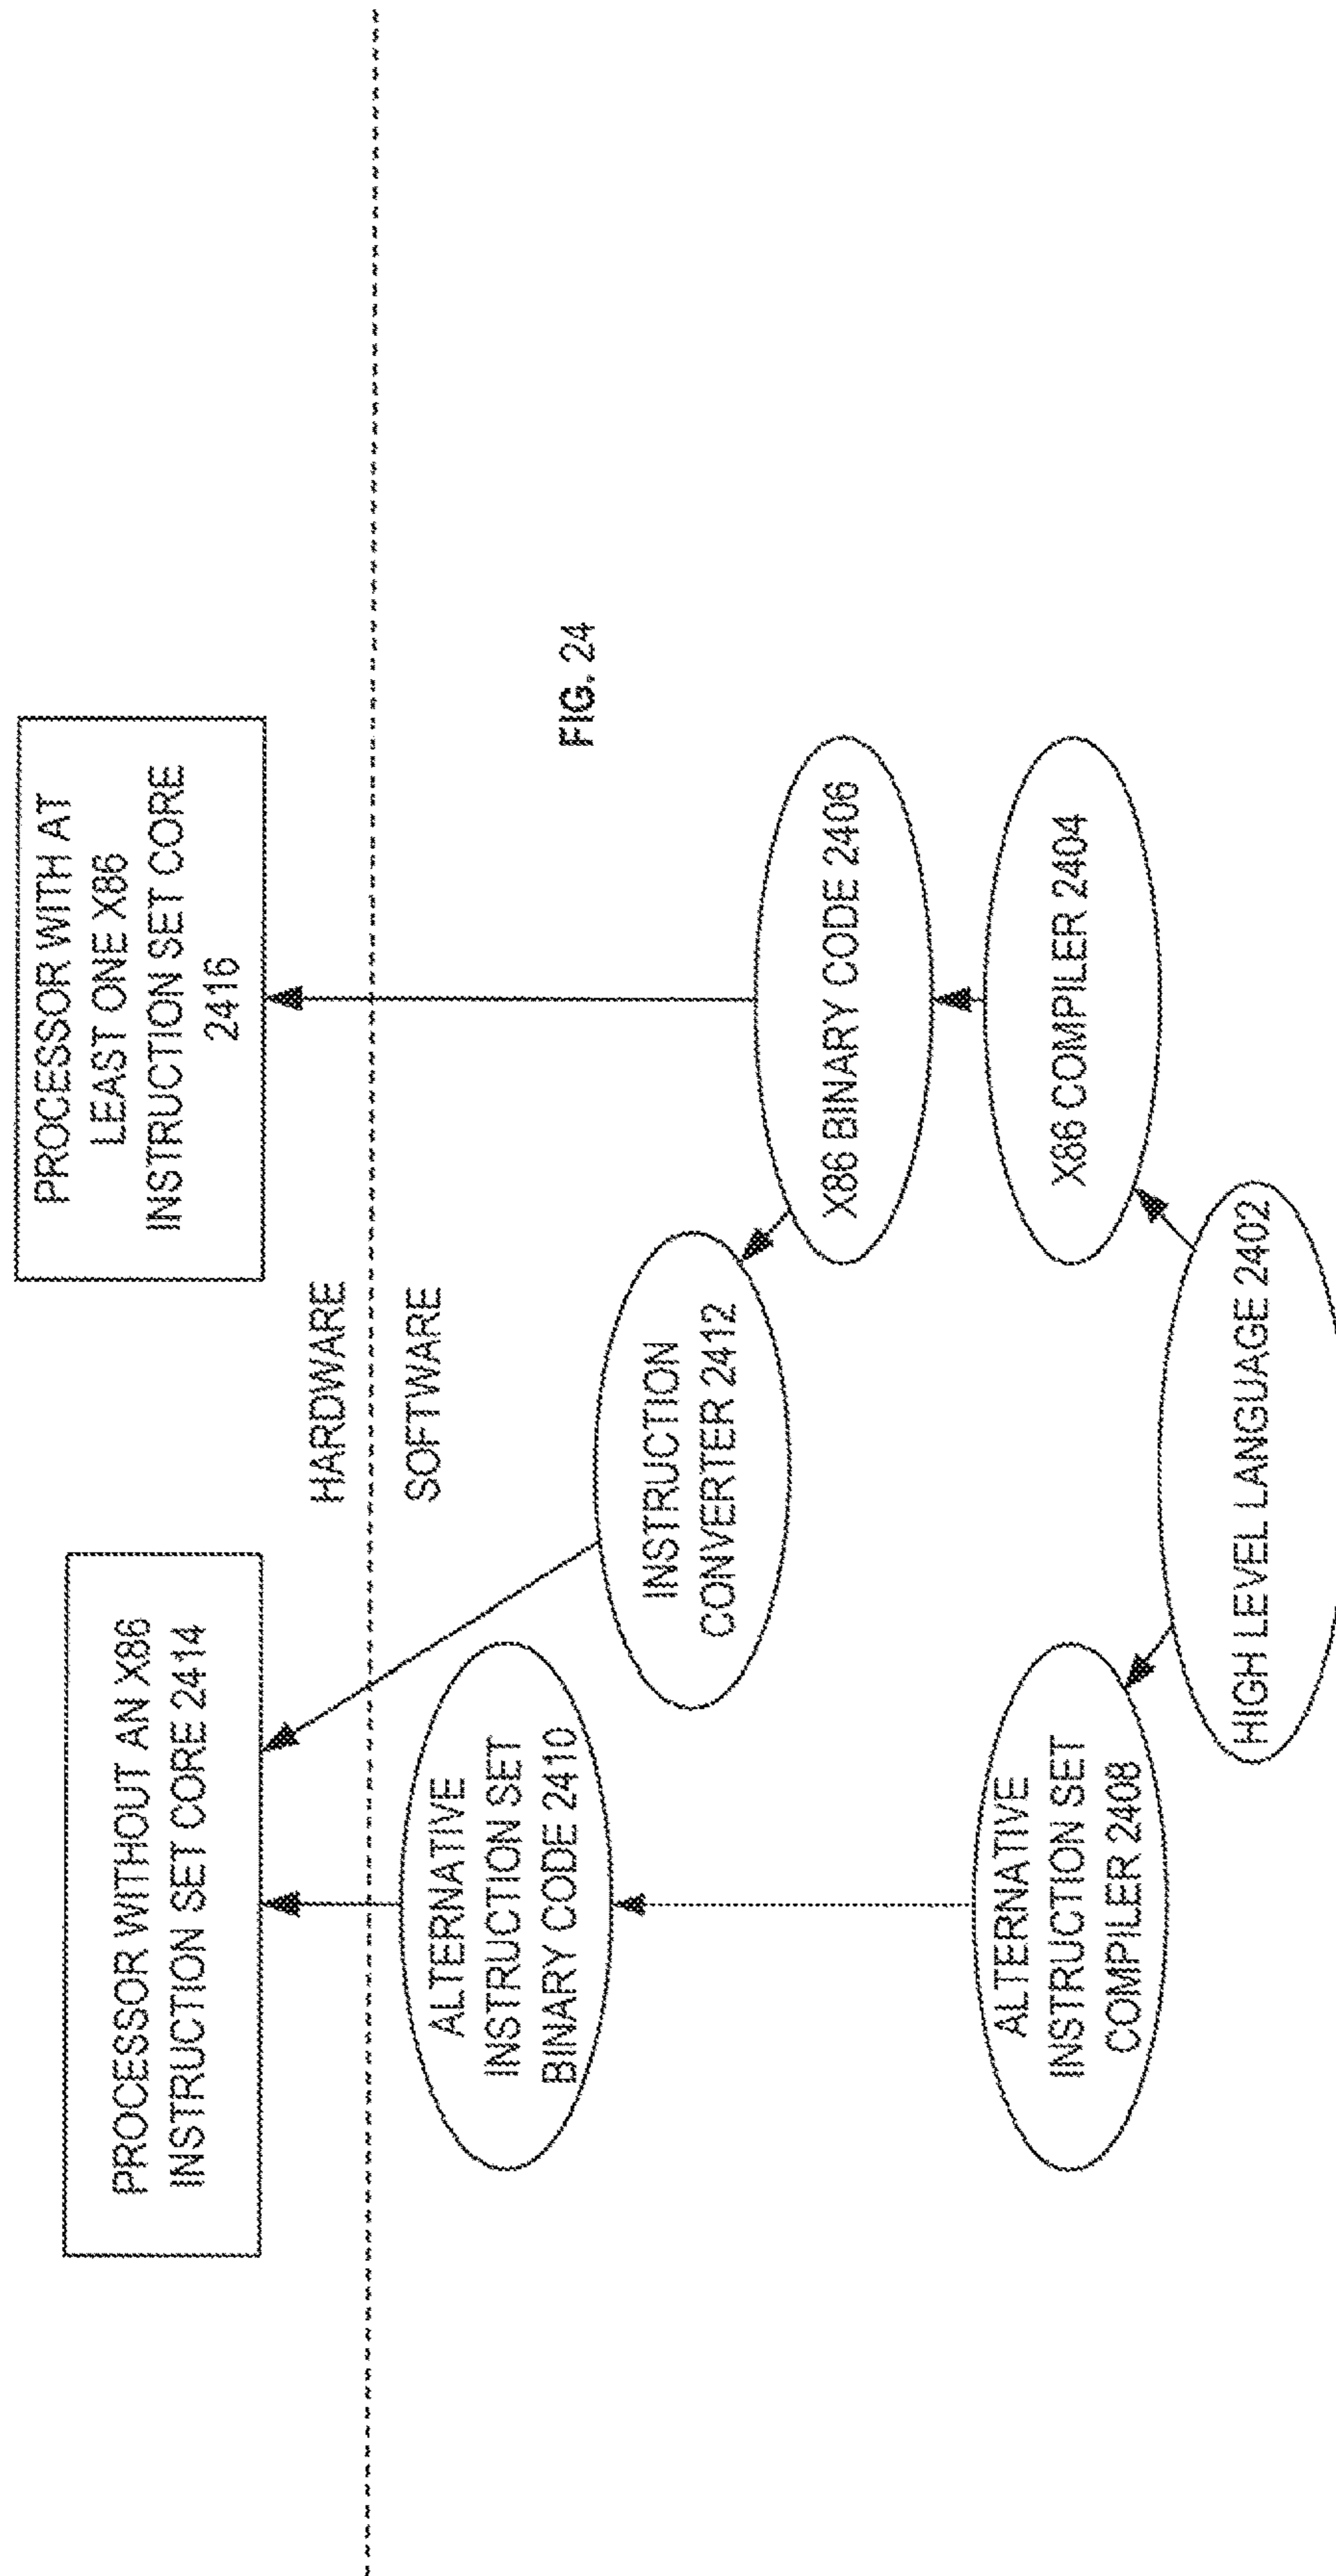 PROCESSOR WITHOUT AN X86
INSTRUCTION SET CORE 2414
PROCESSOR WITH AT
LEAST ONE X86
INSTRUCTION SET CORE
2416
HARDWARE
SOFTWARE
ALTERNATIVE
INSTRUCTION SET
BINARY CODE 2410
FIG. 24
INSTRUCTION
CONVERTER 2412
X86 BINARY CODE 2406
ALTERNATIVE
INSTRUCTION SET
COMPILER 2408
X86 COMPILER 2404
HIGH LEVEL LANGUAGE 2402